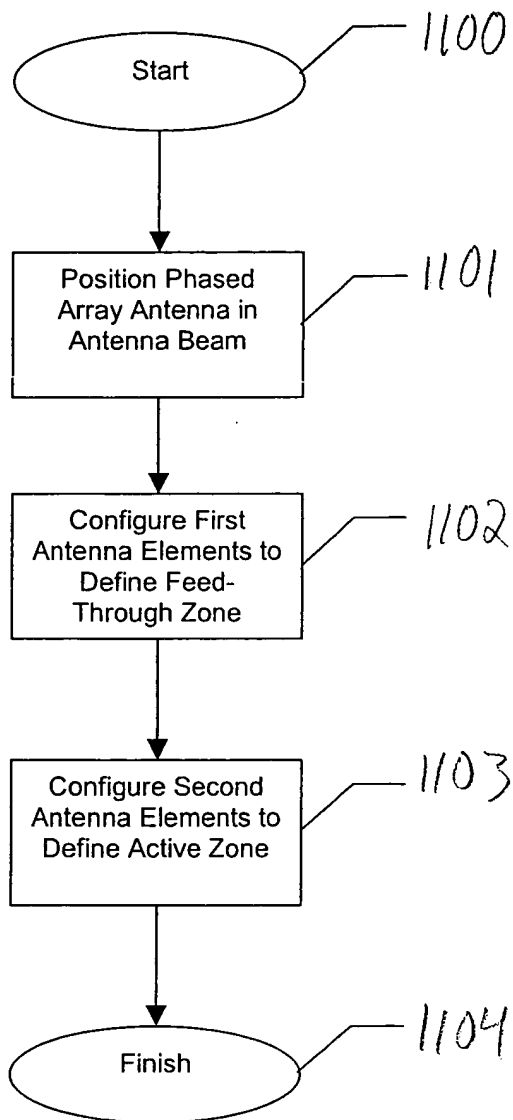 Start
1100
Position Phased
Array Antenna in
Antenna Beam
1101
Configure First
Antenna Elements to
Define Feed-
Through Zone
1102
Configure Second
Antenna Elements to
Define Active Zone
1103
Finish
1104